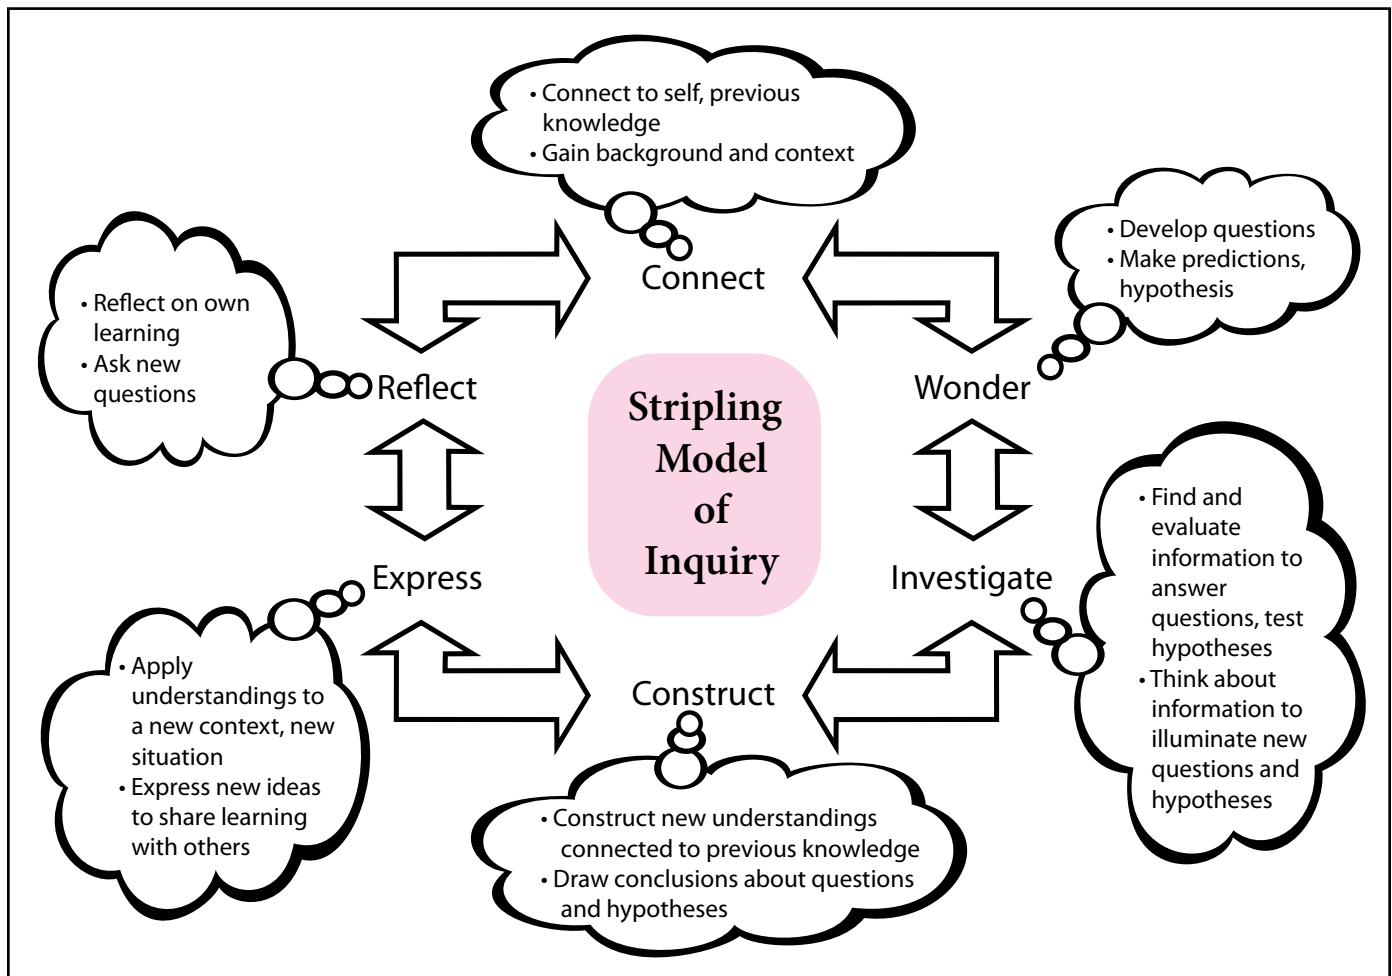 • Connect to self, previous
knowledge
• Gain background and context
Connect
• Develop questions
• Make predictions,
hypothesis
Wonder
• Find and
evaluate
information to
answer
questions, test
hypotheses
• Think about
information to
illuminate new
questions and
hypotheses
Investigate
Construct
• Construct new understandings
connected to previous knowledge
• Draw conclusions about questions
and hypotheses
Express
• Apply
understandings to
a new context, new
situation
• Express new ideas
to share learning
with others
Reflect
• Reflect on own
learning
• Ask new
questions
Stripling
Model
of
Inquiry